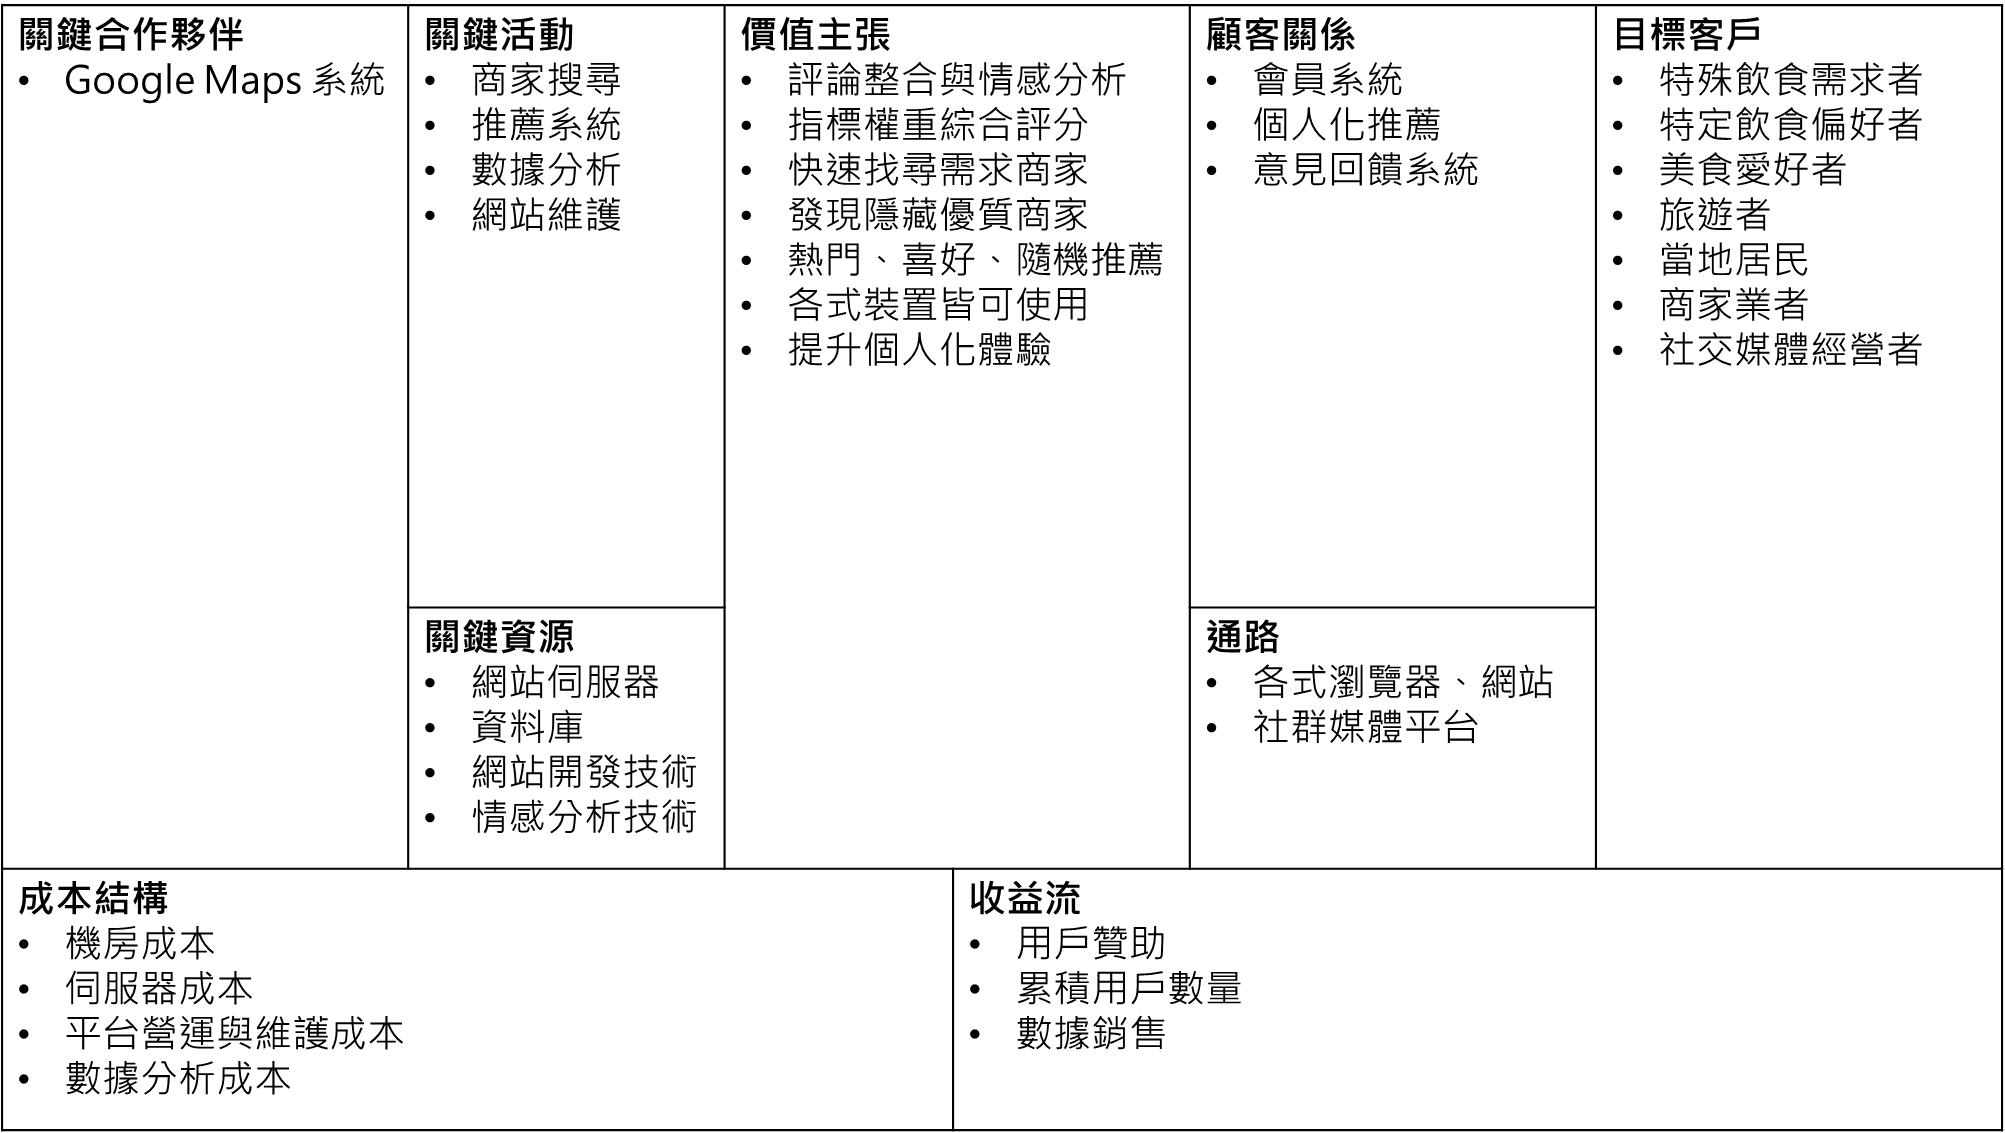 關鍵合作夥伴
• Google Maps 系統
關鍵活動
• 商家搜尋
• 推薦系統
• 數據分析
• 網站維護
關鍵資源
• 網站伺服器
• 資料庫
• 網站開發技術
• 情感分析技術
價值主張
• 評論整合與情感分析
• 指標權重綜合評分
• 快速找尋需求商家
• 發現隱藏優質商家
• 熱門、喜好、隨機推薦
• 各式裝置皆可使用
• 提升個人化體驗
顧客關係
• 會員系統
• 個人化推薦
• 意見回饋系統
通路
• 各式瀏覽器、網站
• 社群媒體平台
目標客戶
• 特殊飲食需求者
• 特定飲食偏好者
• 美食愛好者
• 旅遊者
• 當地居民
• 商家業者
• 社交媒體經營者
成本結構
• 機房成本
• 伺服器成本
• 平台營運與維護成本
• 數據分析成本
收益流
• 用戶贊助
• 累積用戶數量
• 數據銷售